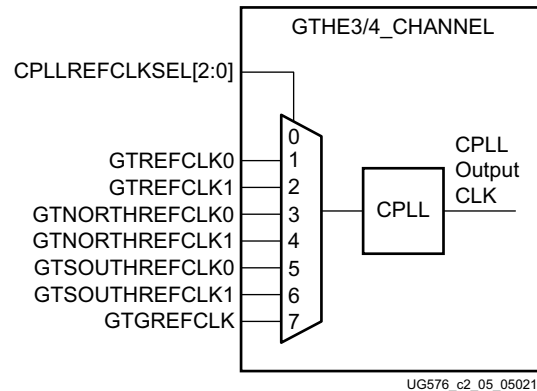 GTHE3/4_CHANNEL
CPLLREFCLKSEL[2:0]
0
GTREFCLK0 1
GTREFCLK1 2
GTNORTHREFCLK0 3
GTNORTHREFCLK1 4
GTSOUTHREFCLK0 5
GTSOUTHREFCLK1 6
GTGREFCLK 7
CPLL
CPLL
Output
CLK
UG576_c2_05_05021